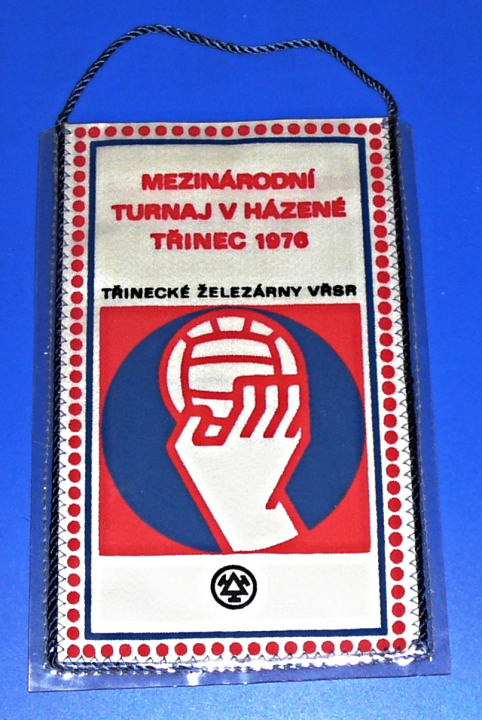 MEZINÁRODNÍ
TURNAJ V HÁZENÉ
TŘINEC 1976
TŘINECKÉ ŽELEZÁRNY VŘSR